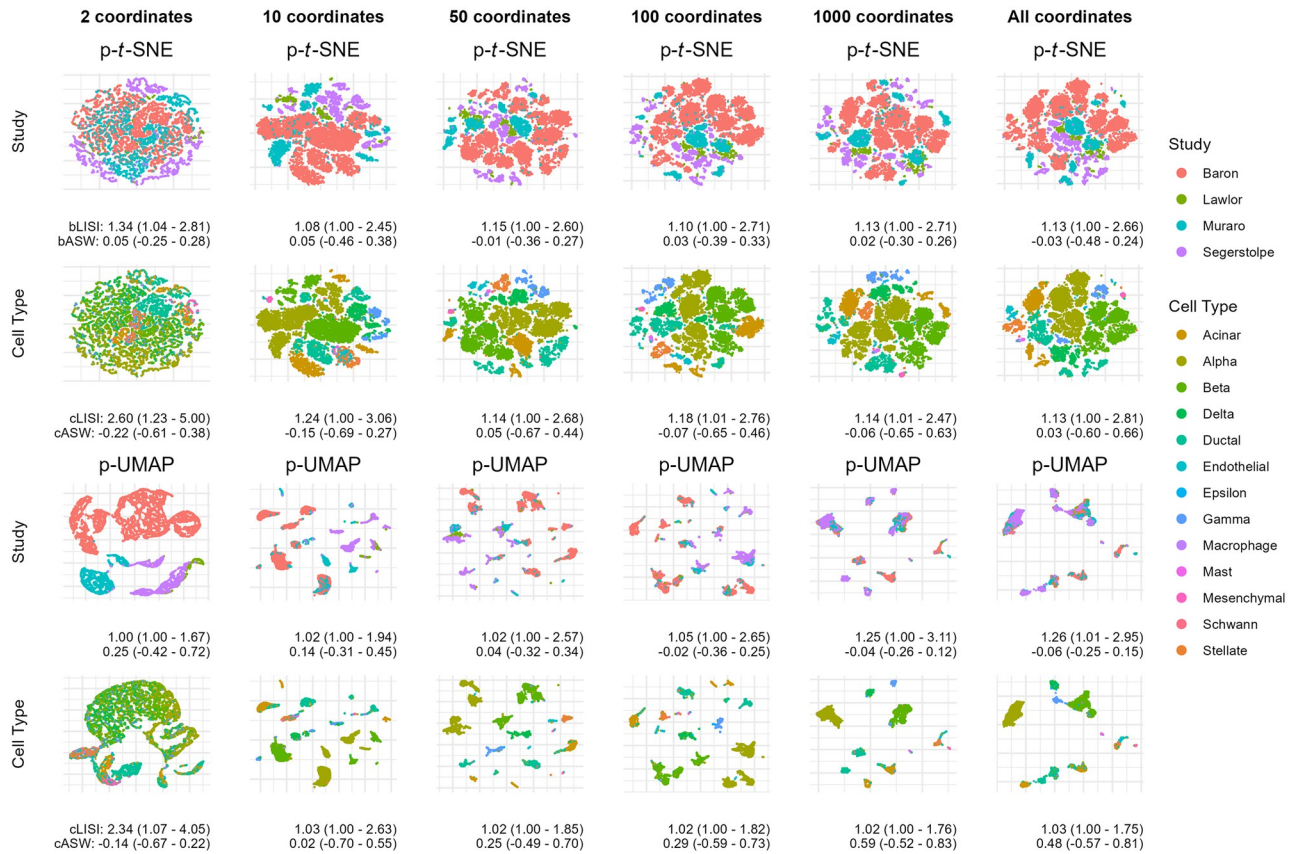 2 coordinates 10 coordinates 50 coordinates 100 coordinates 1000 coordinates All coordinates
p-t-SNE p-t-SNE p-t-SNE p-t-SNE p-t-SNE p-t-SNE
Study
bLISI: 1.34 (1.04 - 2.81) 1.08 (1.00 - 2.45) 1.15 (1.00 - 2.60) 1.10 (1.00 - 2.71) 1.13 (1.00 - 2.71) 1.13 (1.00 - 2.66)
bASW: 0.05 (-0.25 - 0.28) 0.05 (-0.46 - 0.38) -0.01 (-0.36 - 0.27) 0.03 (-0.39 - 0.33) 0.02 (-0.30 - 0.26) -0.03 (-0.48 - 0.24)
Cell Type
cLISI: 2.60 (1.23 - 5.00) 1.24 (1.00 - 3.06) 1.14 (1.00 - 2.68) 1.18 (1.01 - 2.76) 1.14 (1.01 - 2.47) 1.13 (1.00 - 2.81)
cASW: -0.22 (-0.61 - 0.38) -0.15 (-0.69 - 0.27) 0.05 (-0.67 - 0.44) -0.07 (-0.65 - 0.46) -0.06 (-0.65 - 0.63) 0.03 (-0.60 - 0.66)
p-UMAP p-UMAP p-UMAP p-UMAP p-UMAP p-UMAP
Study
1.00 (1.00 - 1.67) 1.02 (1.00 - 1.94) 1.02 (1.00 - 2.57) 1.05 (1.00 - 2.65) 1.25 (1.00 - 3.11) 1.26 (1.01 - 2.95)
0.25 (-0.42 - 0.72) 0.14 (-0.31 - 0.45) 0.04 (-0.32 - 0.34) -0.02 (-0.36 - 0.25) -0.04 (-0.26 - 0.12) -0.06 (-0.25 - 0.15)
Cell Type
cLISI: 2.34 (1.07 - 4.05) 1.03 (1.00 - 2.63) 1.02 (1.00 - 1.85) 1.02 (1.00 - 1.82) 1.02 (1.00 - 1.76) 1.03 (1.00 - 1.75)
cASW: -0.14 (-0.67 - 0.22) 0.02 (-0.70 - 0.55) 0.25 (-0.49 - 0.70) 0.29 (-0.59 - 0.73) 0.59 (-0.52 - 0.83) 0.48 (-0.57 - 0.81)
Study
Baron
Lawlor
Muraro
Segerstolpe
Cell Type
Acinar
Alpha
Beta
Delta
Ductal
Endothelial
Epsilon
Gamma
Macrophage
Mast
Mesenchymal
Schwann
Stellate